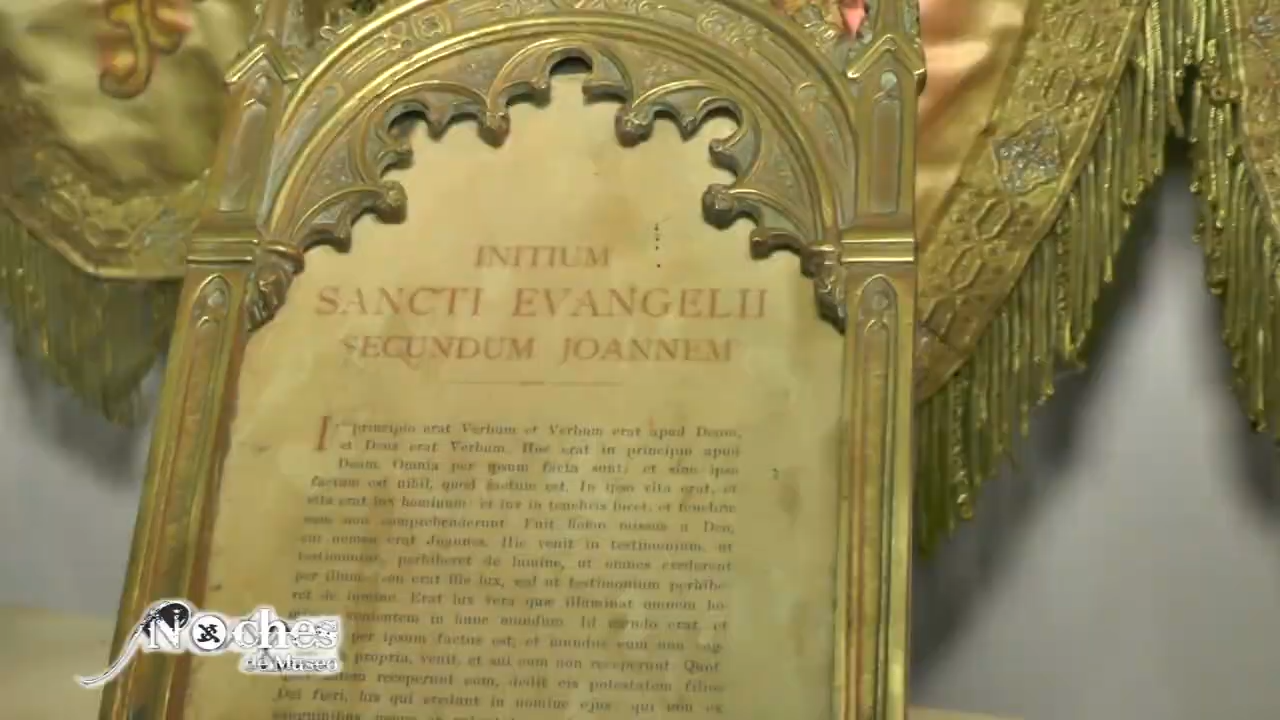 INITIUM
SANCTI EVANGELII
SECUNDUM JOANNEM
In principio erat Verbum et Verbum erat apud Deum,
et Deus erat Verbum. Hoc erat in principio apud
Deum. Omnia per ipsum facta sunt: et sine ipso
factum est nihil, quod factum est. In ipso vita erat, et
vita erat lux hominum: et lux in tenebris lucet, et tenebræ
eam non comprehenderunt. Fuit homo missus a Deo,
cui nomen erat Joannes. Hic venit in testimonium, ut
testimonium perhiberet de lumine, ut omnes crederent
per illum. non erat ille lux, sed ut testimonium perhibe-
ret de lumine. Erat lux vera quæ illuminat omnem ho-
venientem in hunc mundum. In mundo erat, et
per ipsum factus est, et mundus eum non cog-
propria venit, et sui eum non receperunt. Quot-
autem receperunt eum, dedit eis potestatem filios
Dei fieri, his qui credunt in nomine ejus: qui non ex
sanguinibus
Noches
de Museo